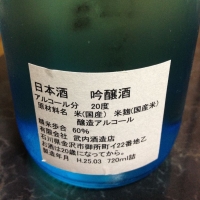 日本酒　　吟醸酒
アルコール分　20度
原材料名　米(国産)　米麹(国産米)
醸造アルコール
精米歩合　60%
有限会社　武内酒造店
石川県金沢市御所町イ22番地乙
お酒は20歳になってから。
製造年月　H.25.03　720ml詰